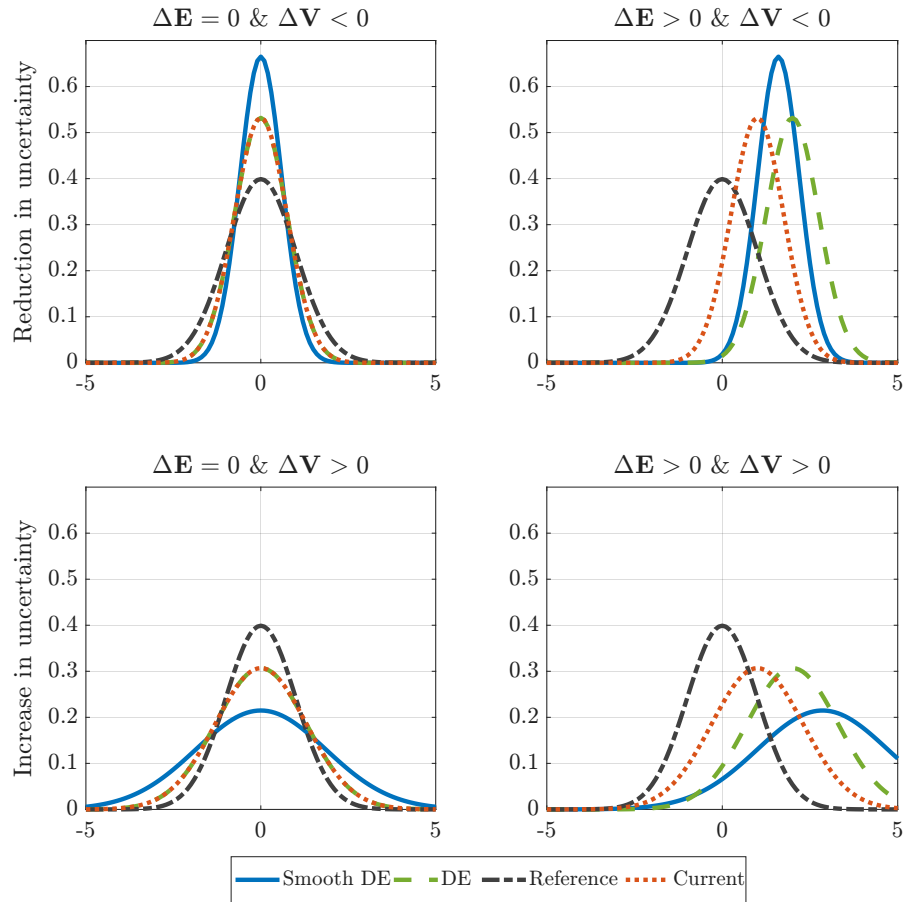 ΔE = 0 & ΔV < 0
Reduction in uncertainty
0.6
0.5
0.4
0.3
0.2
0.1
0
-5 0 5
ΔE > 0 & ΔV < 0
0.6
0.5
0.4
0.3
0.2
0.1
0
-5 0 5
ΔE = 0 & ΔV > 0
Increase in uncertainty
0.6
0.5
0.4
0.3
0.2
0.1
0
-5 0 5
ΔE > 0 & ΔV > 0
0.6
0.5
0.4
0.3
0.2
0.1
0
-5 0 5
Smooth DE DE Reference Current